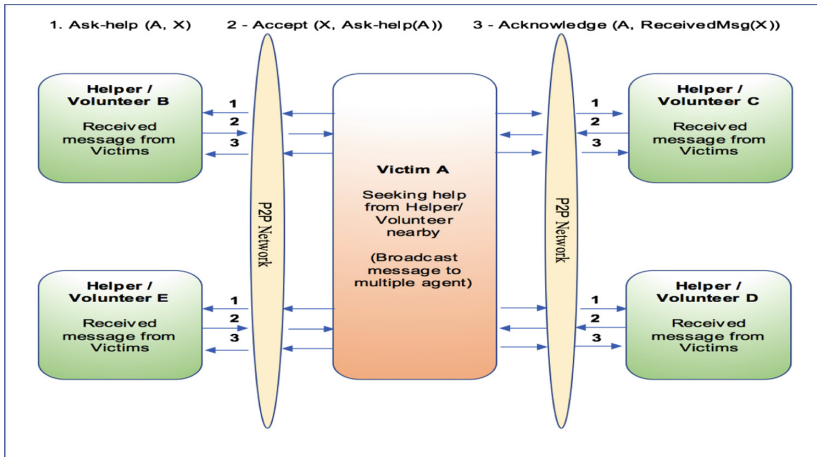 1. Ask-help (A, X) 2 - Accept (X, Ask-help(A)) 3 - Acknowledge (A, ReceivedMsg(X))
Helper /
Volunteer B
Received
message from
Victims
1
2
3
P2P Network
Victim A
Seeking help
from Helper/
Volunteer
nearby
(Broadcast
message to
multiple agent)
P2P Network
1
2
3
Helper /
Volunteer C
Received
message from
Victims
Helper /
Volunteer E
Received
message from
Victims
1
2
3
1
2
3
Helper /
Volunteer D
Received
message from
Victims